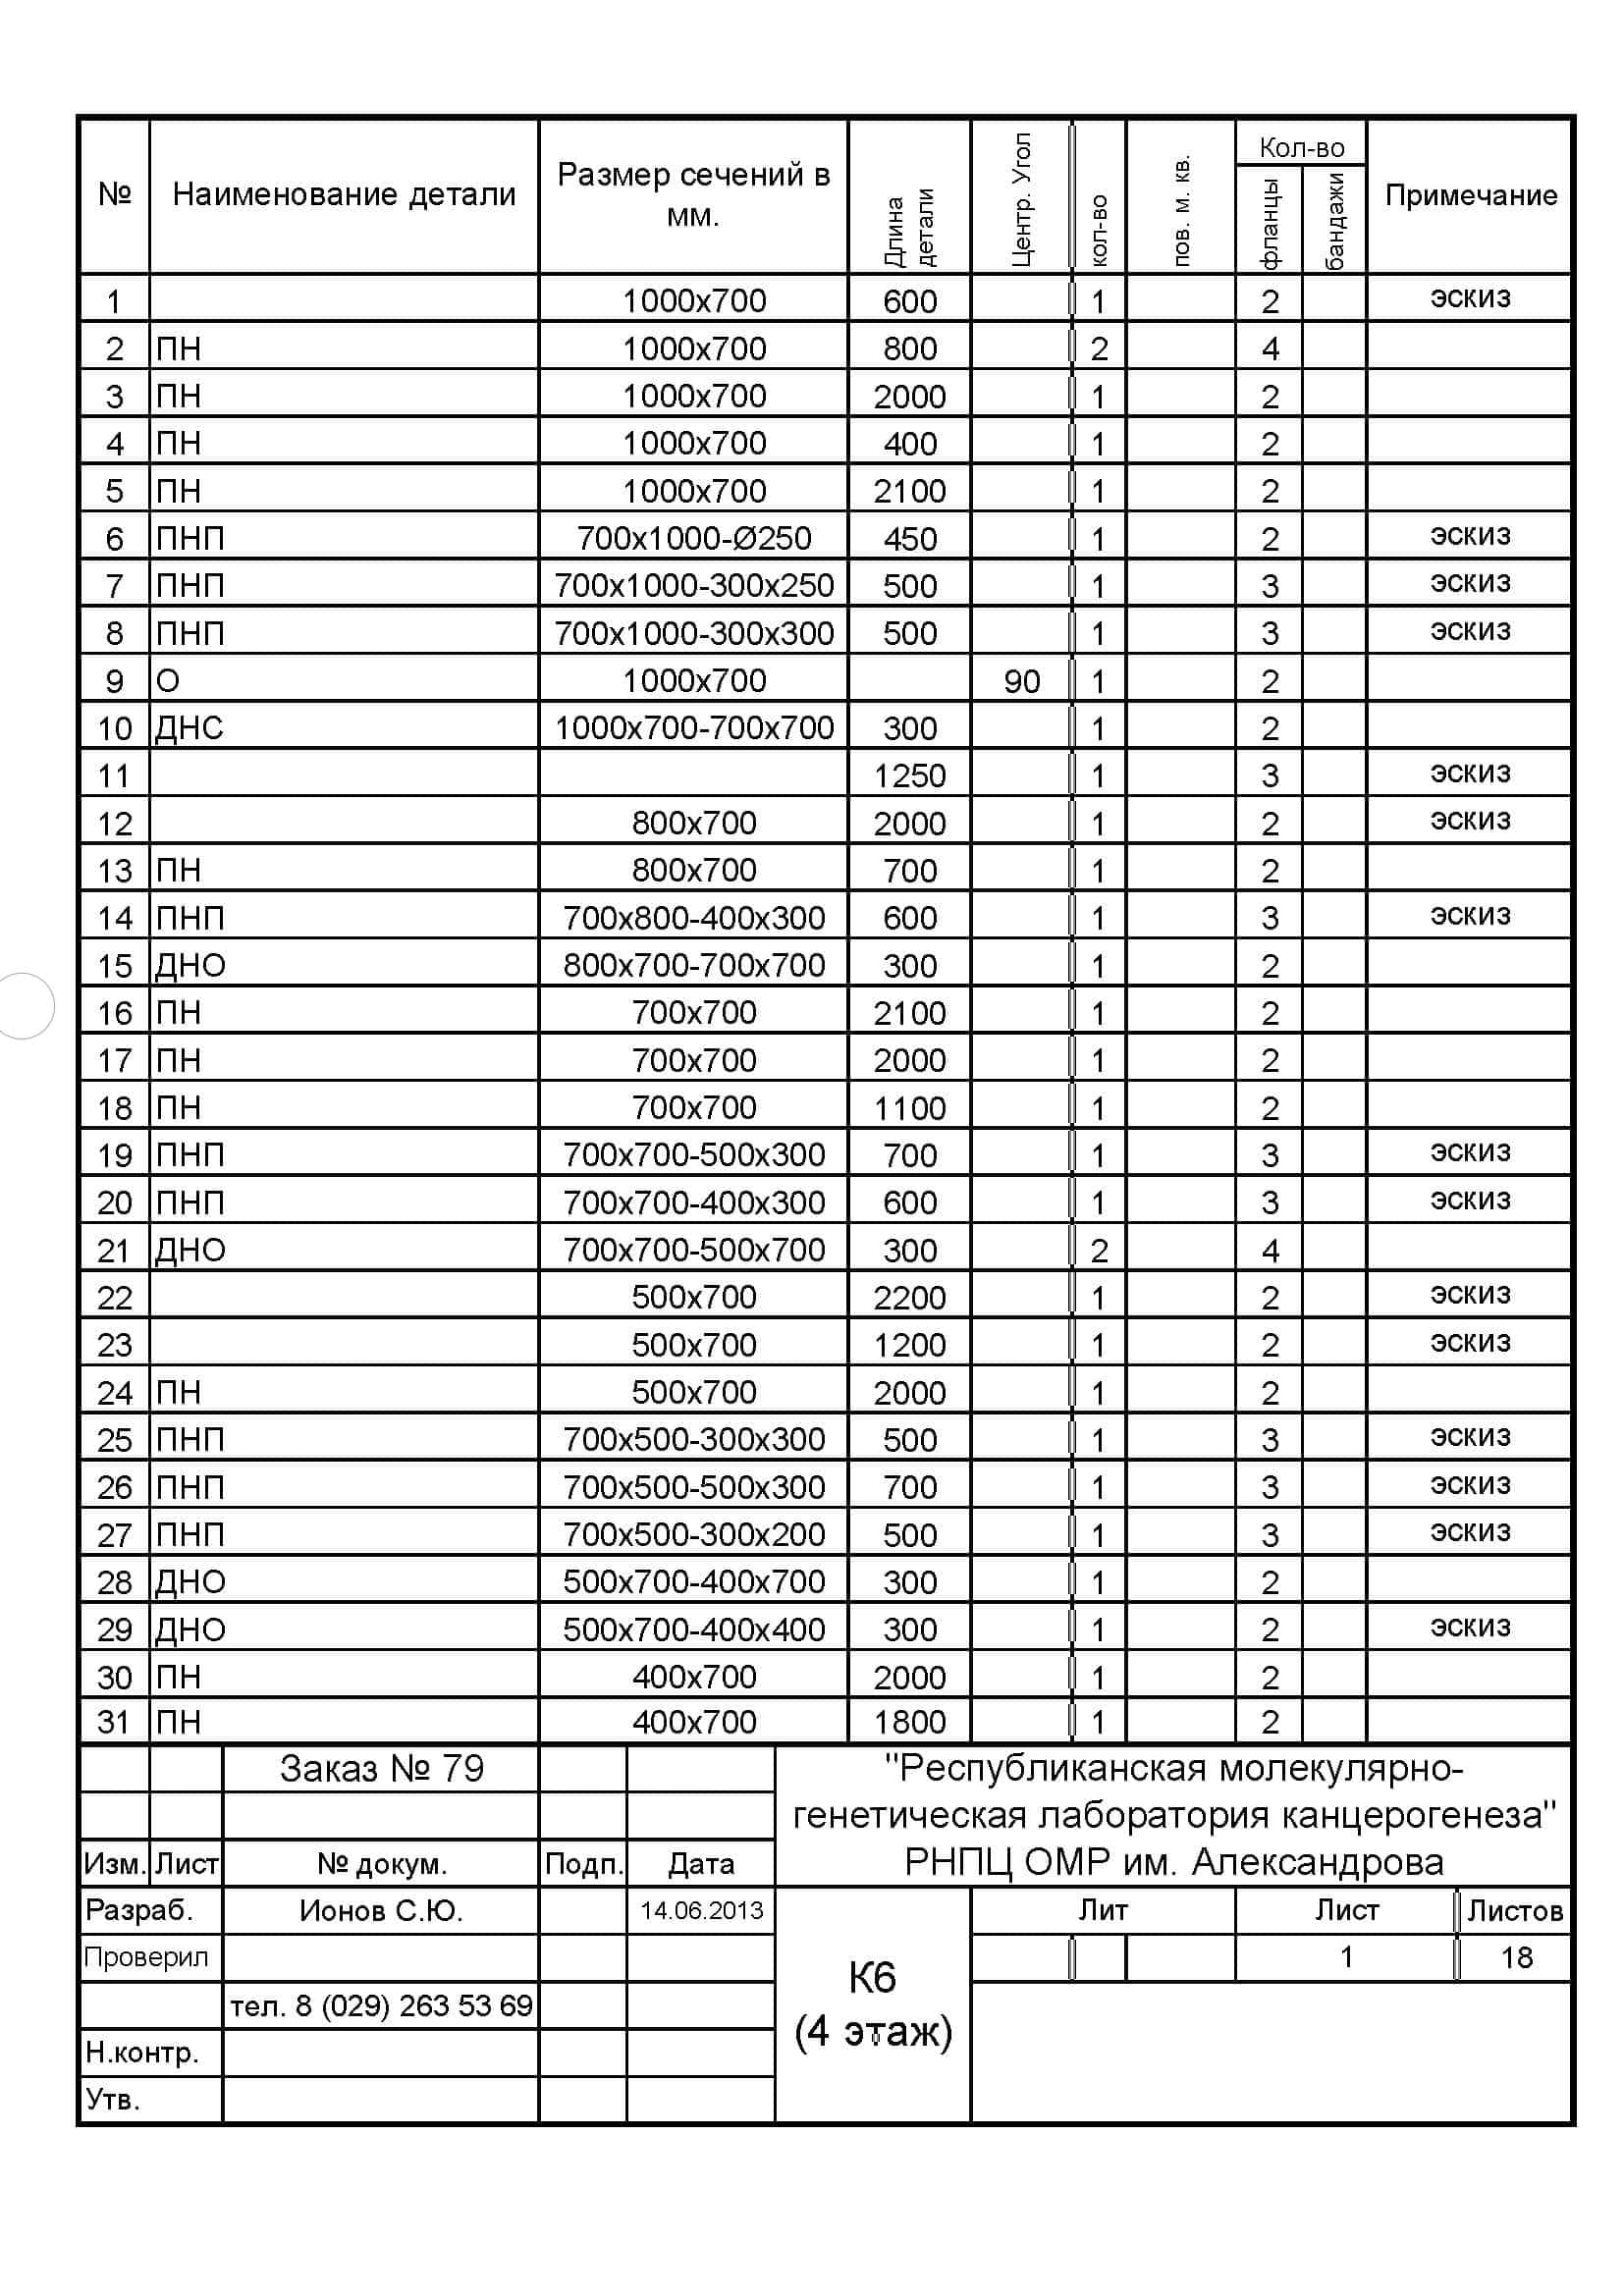 № Наименование детали Размер сечений в мм. Длина детали Центр. Угол кол-во пов. м. кв. Кол-во фланцы бандажи Примечание
1 1000х700 600 1 2 эскиз
2 ПН 1000х700 800 2 4
3 ПН 1000х700 2000 1 2
4 ПН 1000х700 400 1 2
5 ПН 1000х700 2100 1 2
6 ПНП 700х1000-Ø250 450 1 2 эскиз
7 ПНП 700х1000-300х250 500 1 3 эскиз
8 ПНП 700х1000-300х300 500 1 3 эскиз
9 О 1000х700 90 1 2
10 ДНС 1000х700-700х700 300 1 2
11 1250 1 3 эскиз
12 800х700 2000 1 2 эскиз
13 ПН 800х700 700 1 2
14 ПНП 700х800-400х300 600 1 3 эскиз
15 ДНО 800х700-700х700 300 1 2
16 ПН 700х700 2100 1 2
17 ПН 700х700 2000 1 2
18 ПН 700х700 1100 1 2
19 ПНП 700х700-500х300 700 1 3 эскиз
20 ПНП 700х700-400х300 600 1 3 эскиз
21 ДНО 700х700-500х700 300 2 4
22 500х700 2200 1 2 эскиз
23 500х700 1200 1 2 эскиз
24 ПН 500х700 2000 1 2
25 ПНП 700х500-300х300 500 1 3 эскиз
26 ПНП 700х500-500х300 700 1 3 эскиз
27 ПНП 700х500-300х200 500 1 3 эскиз
28 ДНО 500х700-400х700 300 1 2
29 ДНО 500х700-400х400 300 1 2 эскиз
30 ПН 400х700 2000 1 2
31 ПН 400х700 1800 1 2
Заказ № 79
"Республиканская молекулярно-
генетическая лаборатория канцерогенеза"
РНПЦ ОМР им. Александрова
Изм. Лист № докум. Подп. Дата
Разраб. Ионов С.Ю. 14.06.2013 Лит Лист Листов
Проверил 1 18
К6
(4 этаж)
тел. 8 (029) 263 53 69
Н.контр.
Утв.